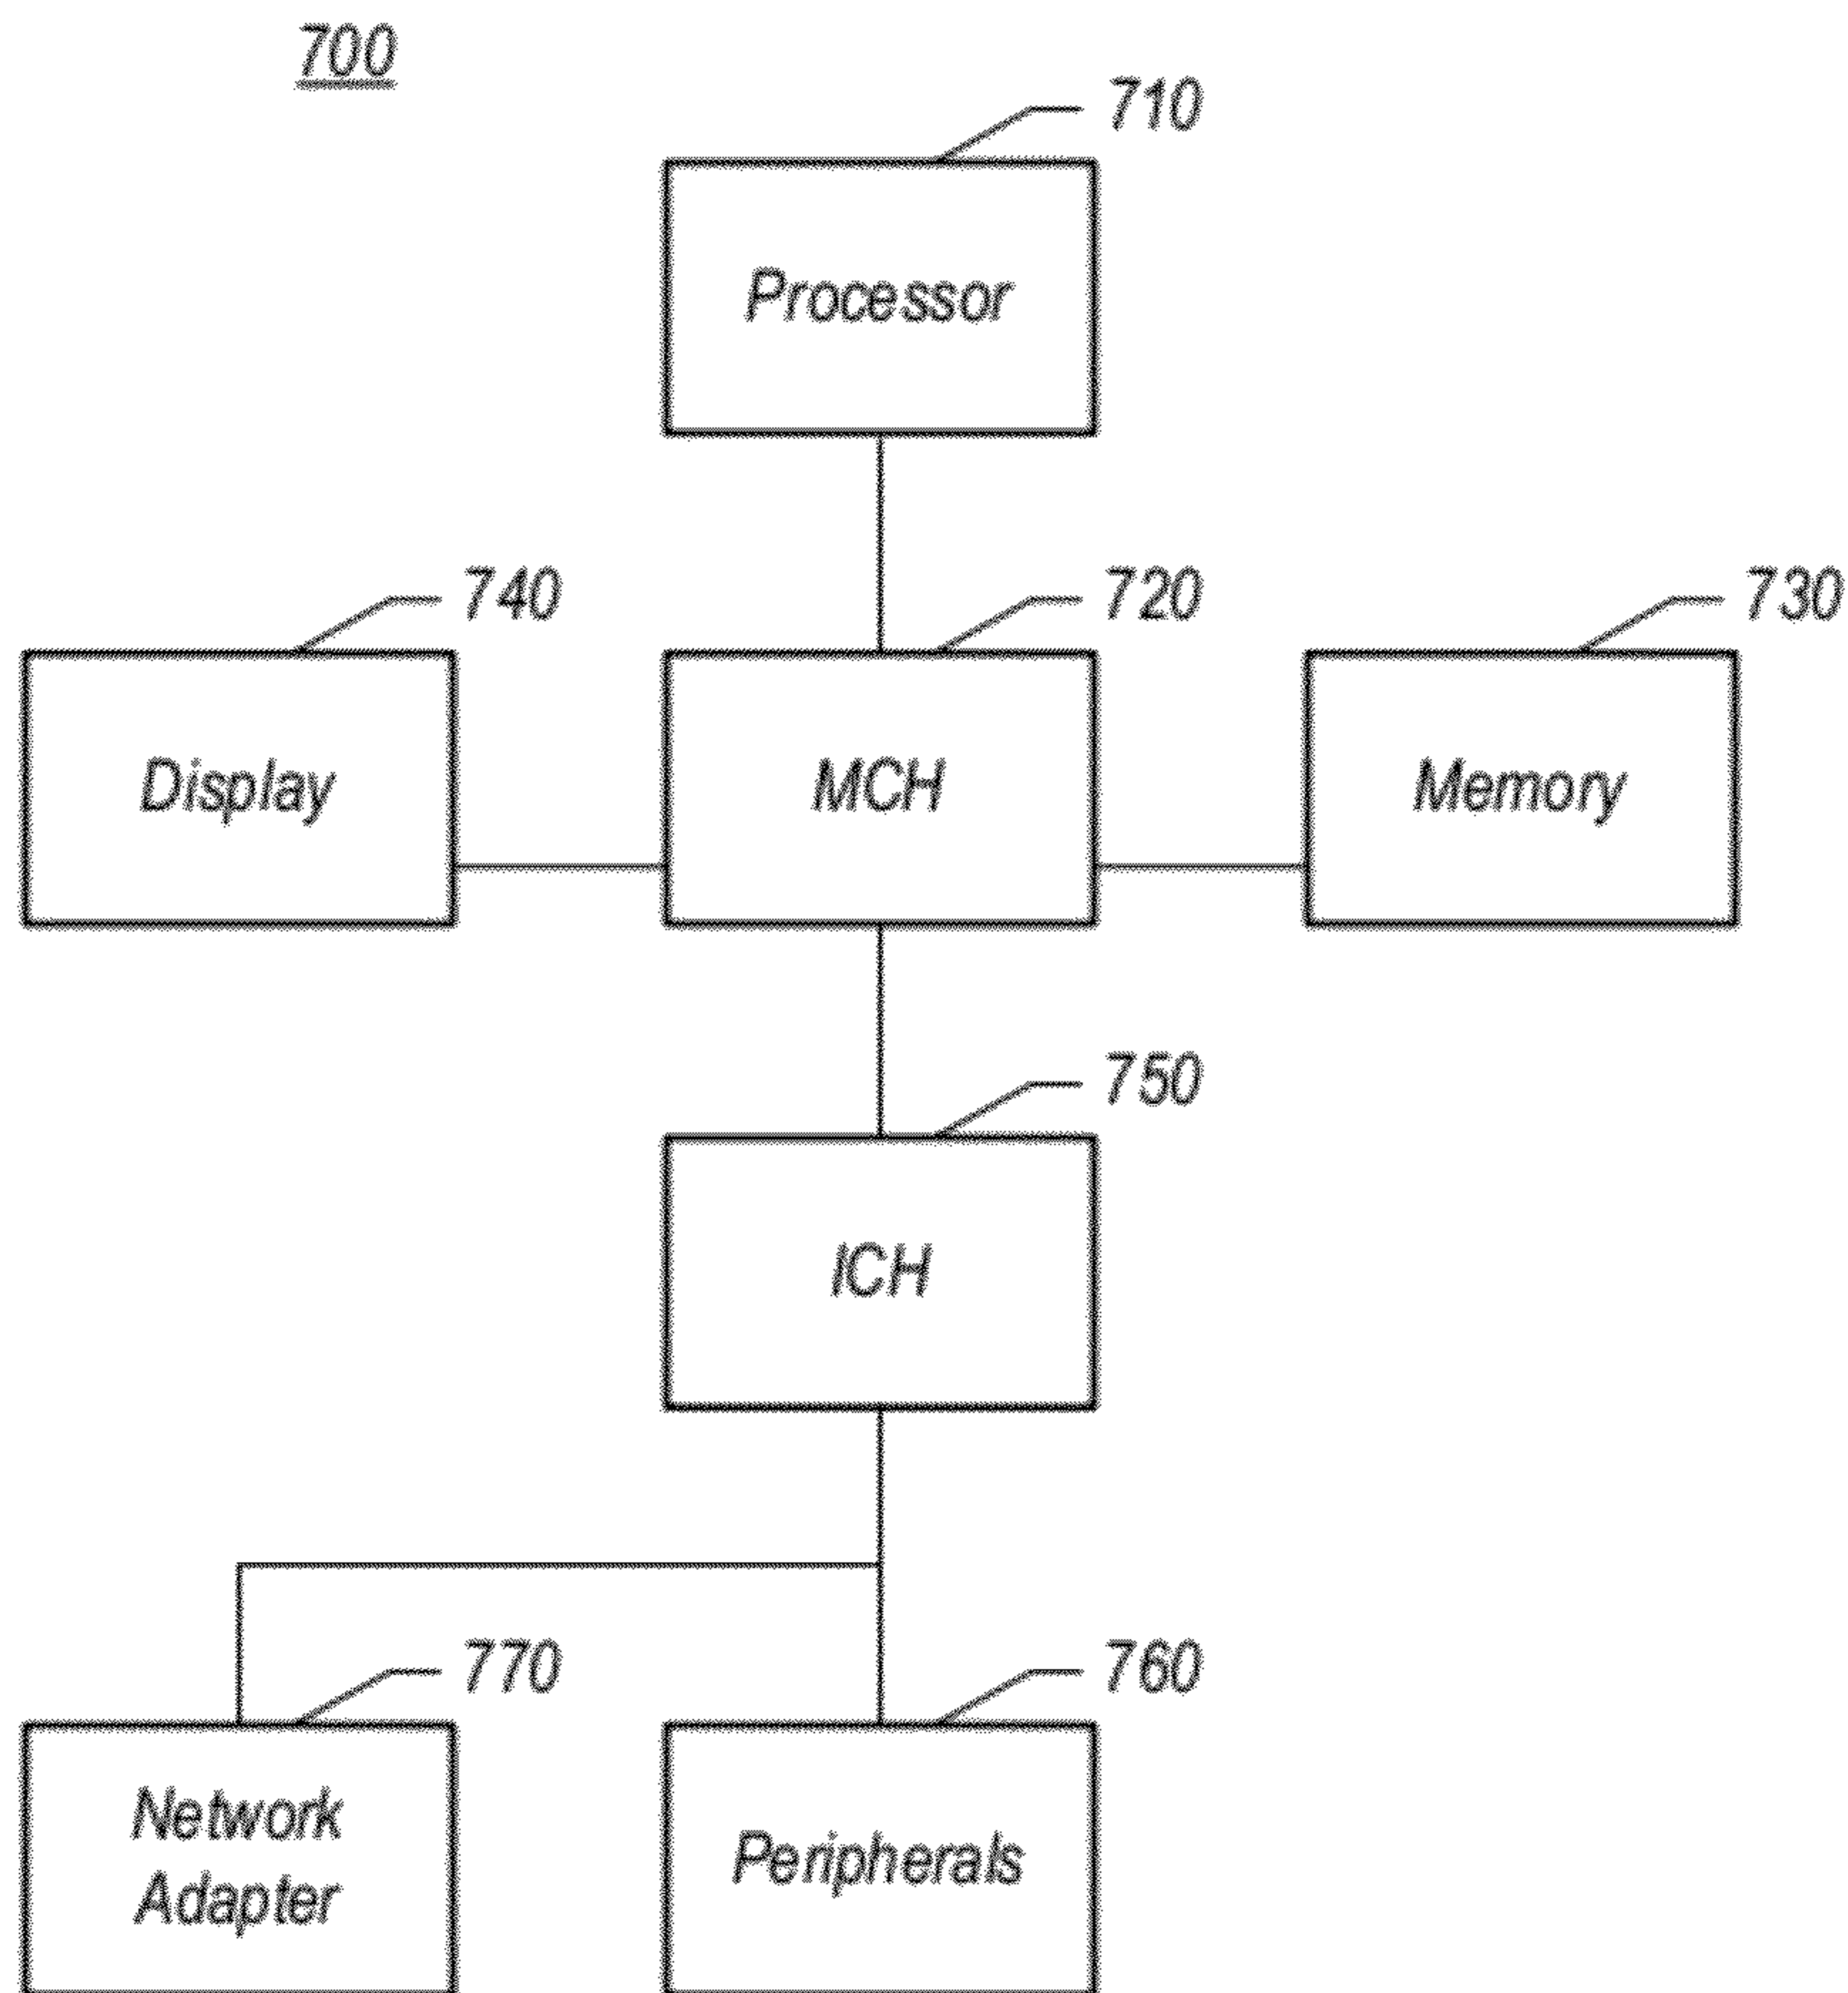 700
710
Processor
740
720
730
Display
MCH
Memory
750
ICH
770
760
Network
Adapter
Peripherals